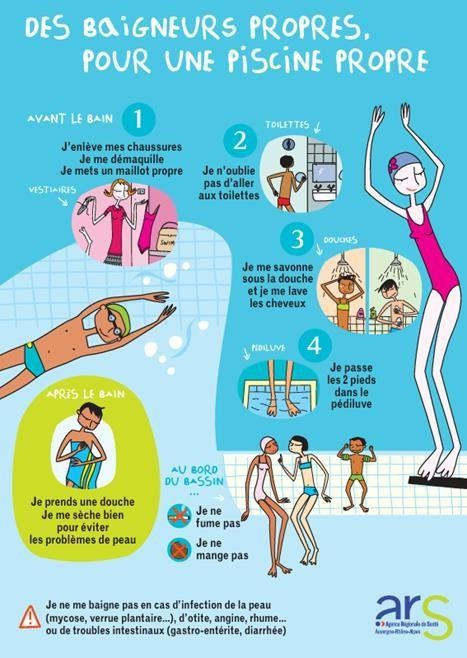 DES BAIGNEURS PROPRES,
POUR UNE PISCINE PROPRE
AVANT LE BAIN
1
J'enlève mes chaussures
Je me démaquille
Je mets un maillot propre
VESTIAIRES
SWIM
2
TOILETTES
Je n'oublie
pas d'aller
aux toilettes
3
DOUCHES
Je me savonne
sous la douche
et je me lave
les cheveux
4
PÉDILUVE
Je passe
les 2 pieds
dans le
pédiluve
APRÈS LE BAIN
Je prends une douche
Je me sèche bien
pour éviter
les problèmes de peau
AU BORD
DU BASSIN
...
Je ne
fume pas
Je ne
mange pas
Je ne me baigne pas en cas d'infection de la peau
(mycose, verrue plantaire...), d'otite, angine, rhume...
ou de troubles intestinaux (gastro-entérite, diarrhée)
ars
Agence Régionale de Santé
Auvergne-Rhône-Alpes